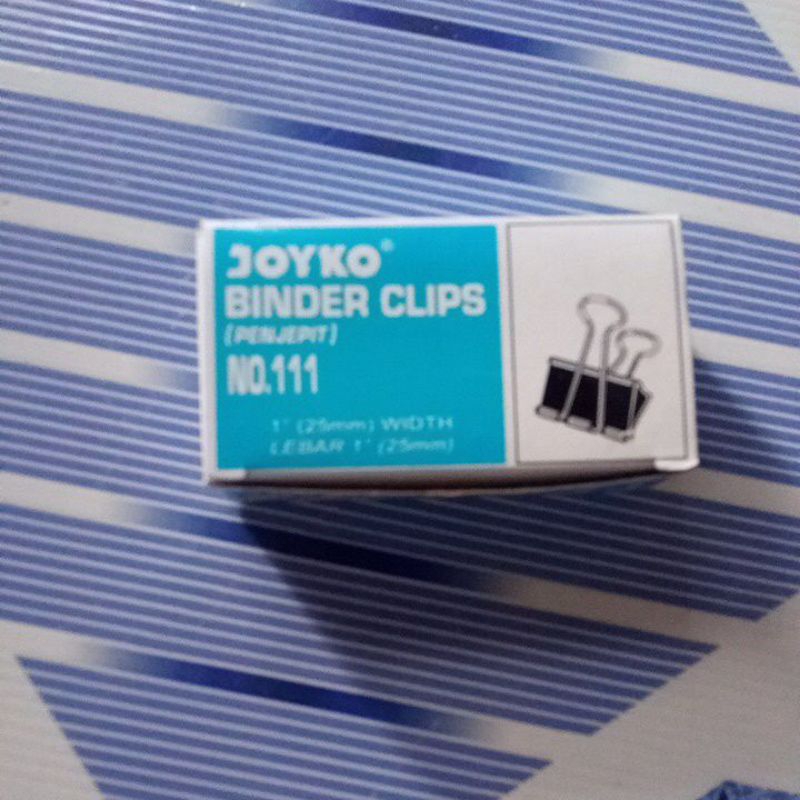 JOYKO®
BINDER CLIPS
(PENJEPIT)
NO.111
1" (25mm) WIDTH
LEBAR 1" (25mm)